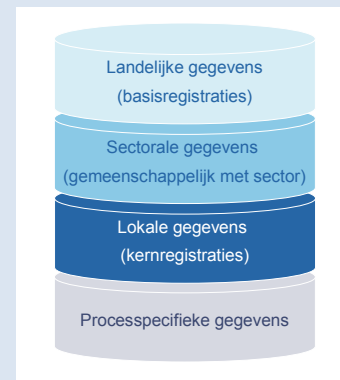 Landelijke gegevens
(basisregistraties)
Sectorale gegevens
(gemeenschappelijk met sector)
Lokale gegevens
(kernregistraties)
Processpecifieke gegevens